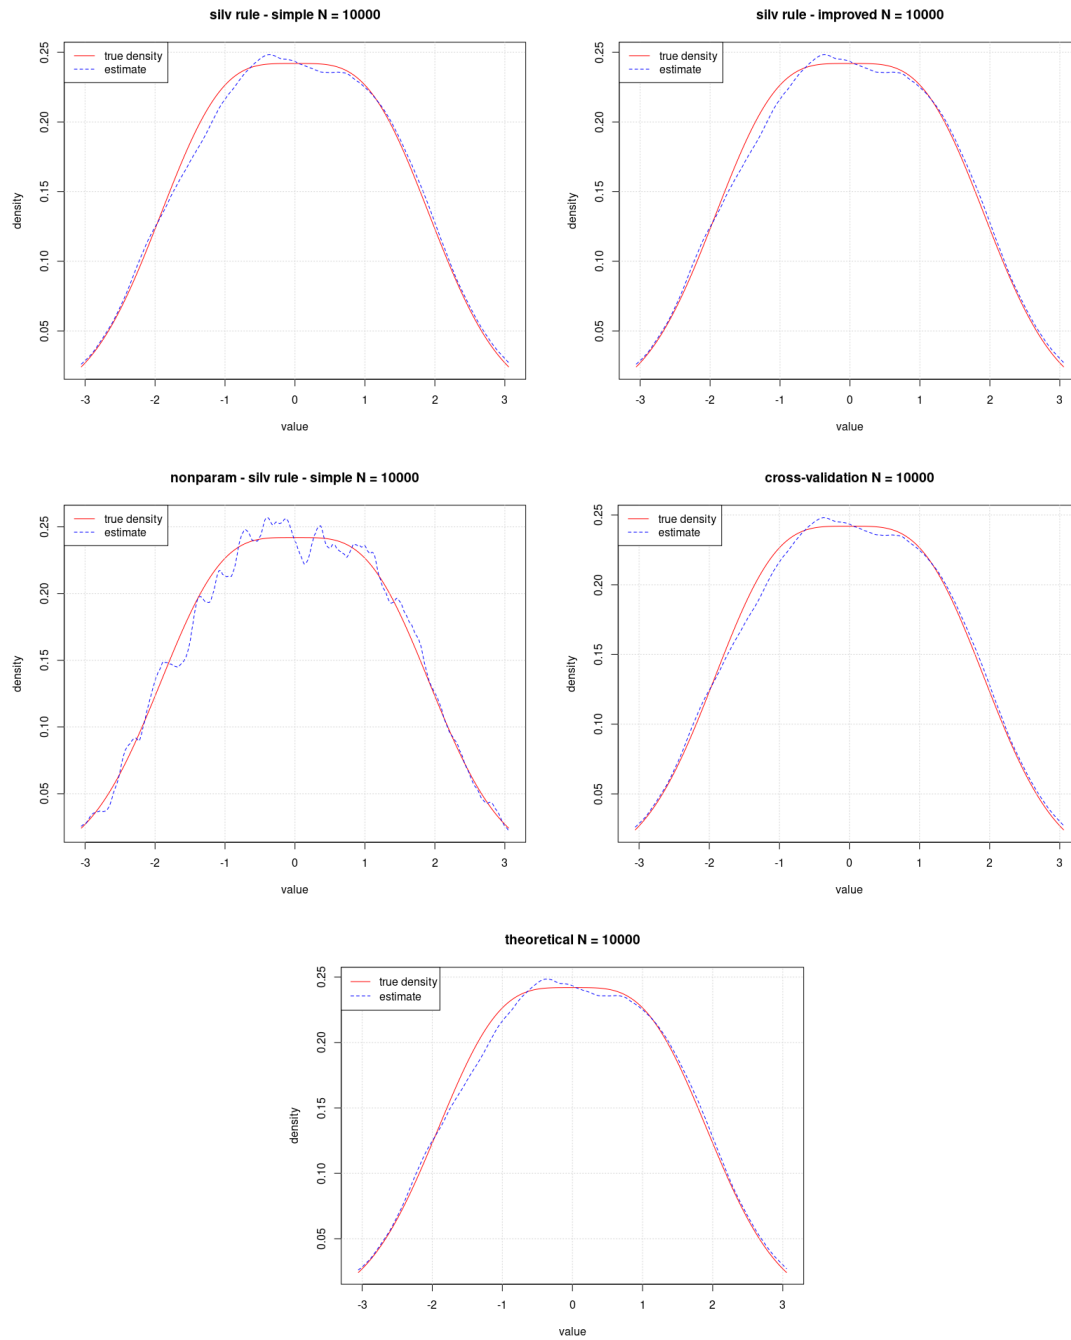 silv rule - simple N = 10000
true density
estimate
0.25
0.20
0.15
0.10
0.05
density
-3 -2 -1 0 1 2 3
value
silv rule - improved N = 10000
true density
estimate
0.25
0.20
0.15
0.10
0.05
density
-3 -2 -1 0 1 2 3
value
nonparam - silv rule - simple N = 10000
true density
estimate
0.25
0.20
0.15
0.10
0.05
density
-3 -2 -1 0 1 2 3
value
cross-validation N = 10000
true density
estimate
0.25
0.20
0.15
0.10
0.05
density
-3 -2 -1 0 1 2 3
value
theoretical N = 10000
true density
estimate
0.25
0.20
0.15
0.10
0.05
density
-3 -2 -1 0 1 2 3
value